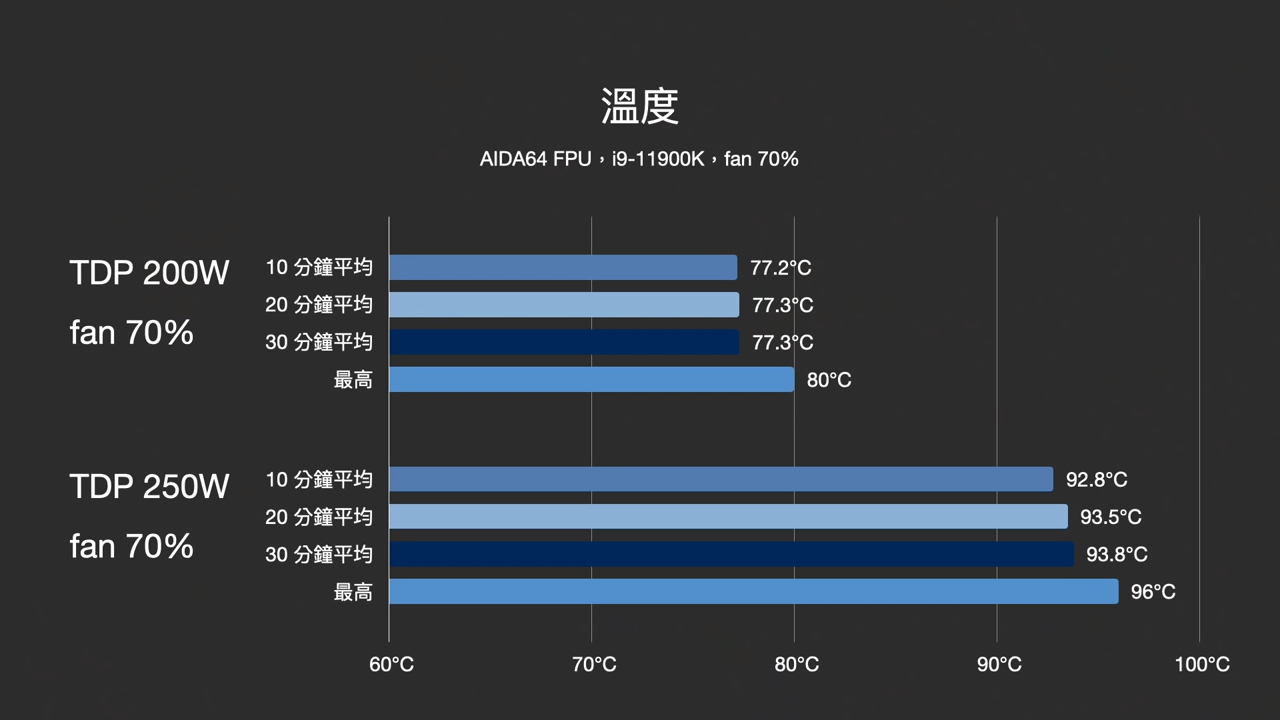 溫度
AIDA64 FPU，i9-11900K，fan 70%
TDP 200W
fan 70%
10 分鐘平均 77.2°C
20 分鐘平均 77.3°C
30 分鐘平均 77.3°C
最高 80°C
TDP 250W
fan 70%
10 分鐘平均 92.8°C
20 分鐘平均 93.5°C
30 分鐘平均 93.8°C
最高 96°C
60°C 70°C 80°C 90°C 100°C